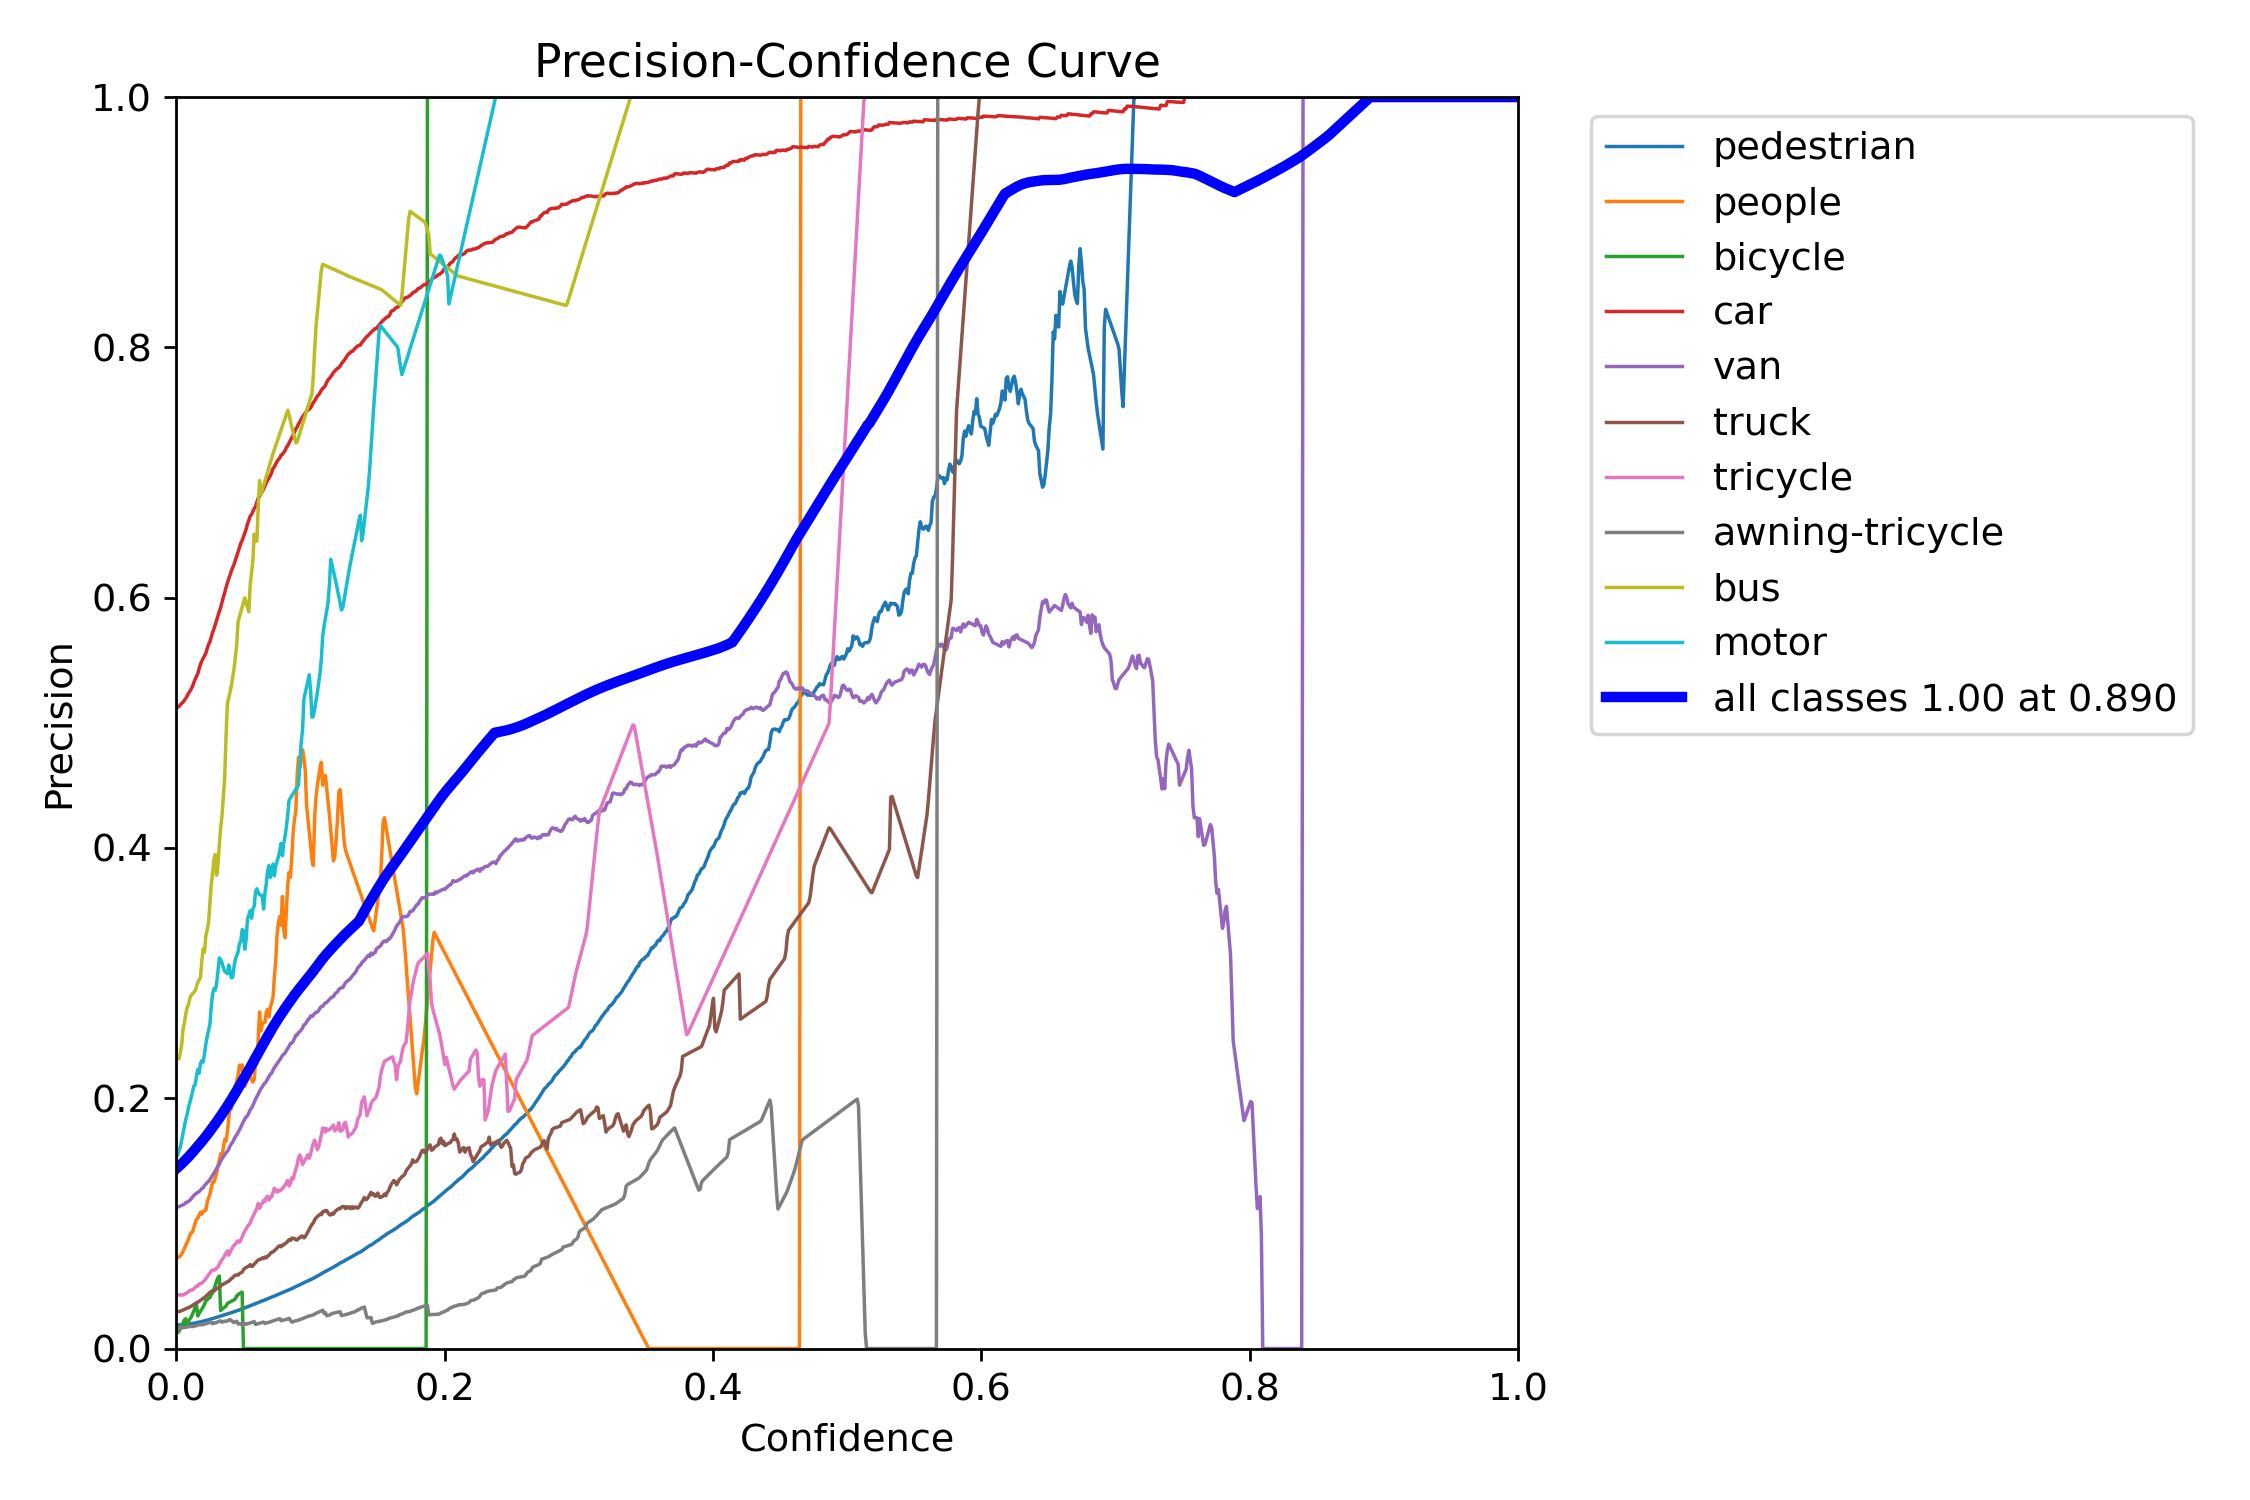 Precision-Confidence Curve
1.0
0.8
0.6
0.4
0.2
0.0
Precision
0.0 0.2 0.4 0.6 0.8 1.0
Confidence
pedestrian
people
bicycle
car
van
truck
tricycle
awning-tricycle
bus
motor
all classes 1.00 at 0.890